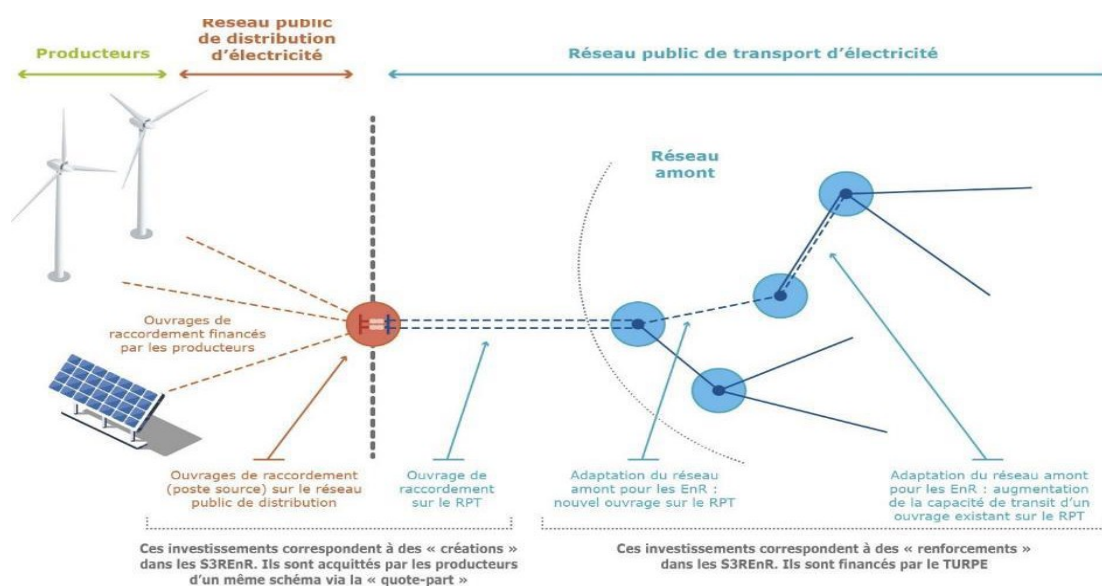 Producteurs
Réseau public
de distribution
d'électricité
Réseau public de transport d'électricité
Réseau
amont
Ouvrages de
raccordement financés
par les producteurs
Ouvrages de raccordement
(poste source) sur le réseau
public de distribution
Ouvrage de
raccordement
sur le RPT
Adaptation du réseau
amont pour les EnR :
nouvel ouvrage sur le RPT
Adaptation du réseau amont
pour les EnR : augmentation
de la capacité de transit d'un
ouvrage existant sur le RPT
Ces investissements correspondent à des « créations »
dans les S3REnR. Ils sont acquittés par les producteurs
d'un même schéma via la « quote-part »
Ces investissements correspondent à des « renforcements »
dans les S3REnR. Ils sont financés par le TURPE